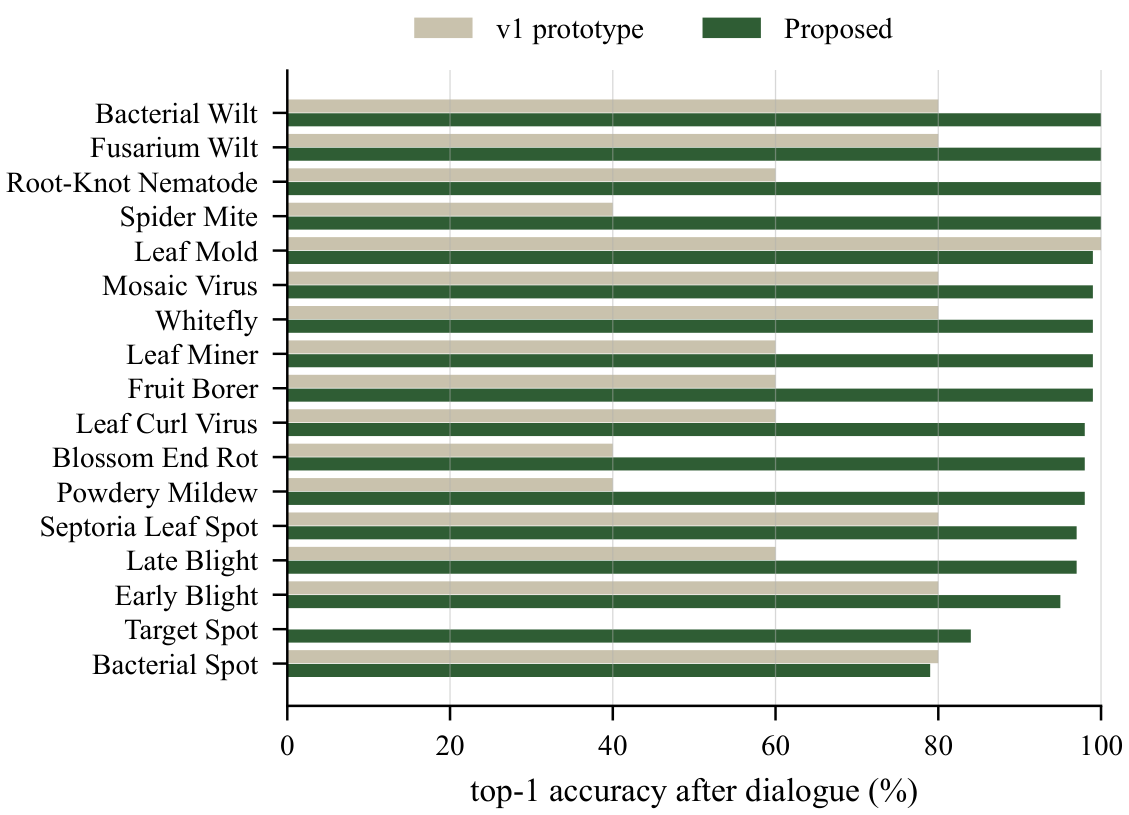 v1 prototype Proposed
Bacterial Wilt
Fusarium Wilt
Root-Knot Nematode
Spider Mite
Leaf Mold
Mosaic Virus
Whitefly
Leaf Miner
Fruit Borer
Leaf Curl Virus
Blossom End Rot
Powdery Mildew
Septoria Leaf Spot
Late Blight
Early Blight
Target Spot
Bacterial Spot
0 20 40 60 80 100
top-1 accuracy after dialogue (%)